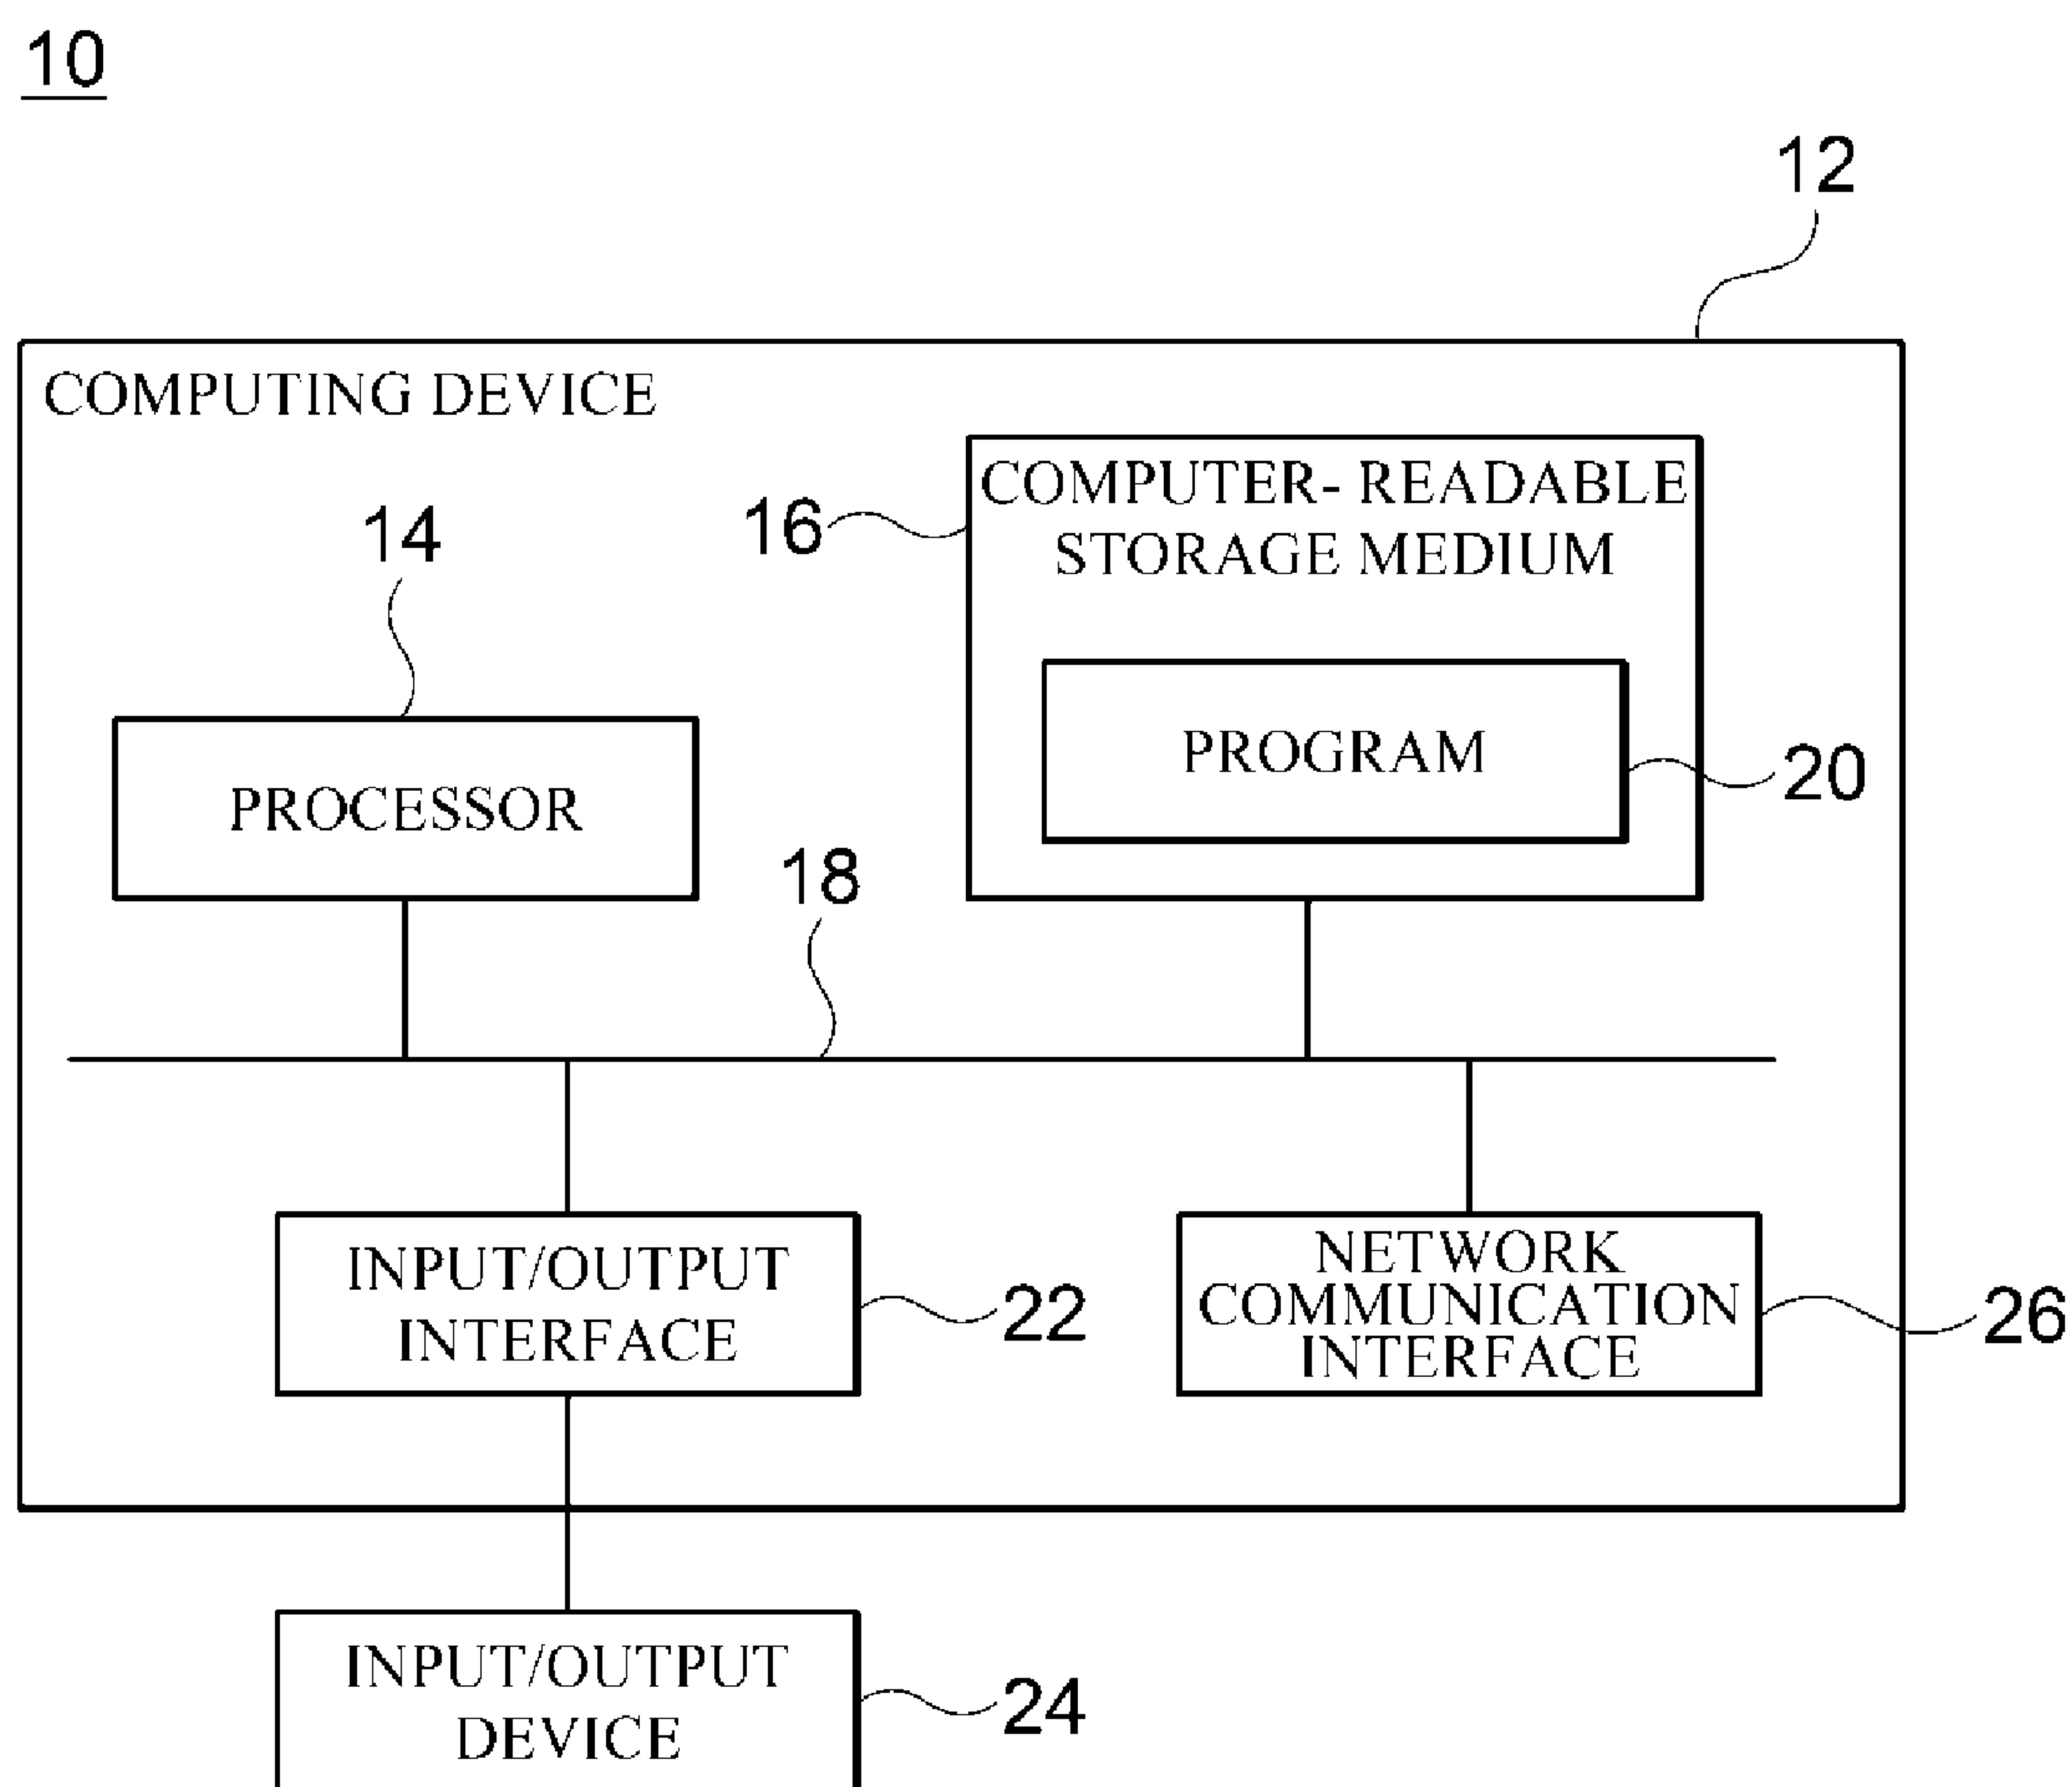 10
12
COMPUTING DEVICE
COMPUTER- READABLE
STORAGE MEDIUM
16
14
PROGRAM
20
PROCESSOR
18
INPUT/OUTPUT
INTERFACE
22
NETWORK
COMMUNICATION
INTERFACE
26
INPUT/OUTPUT
DEVICE
24